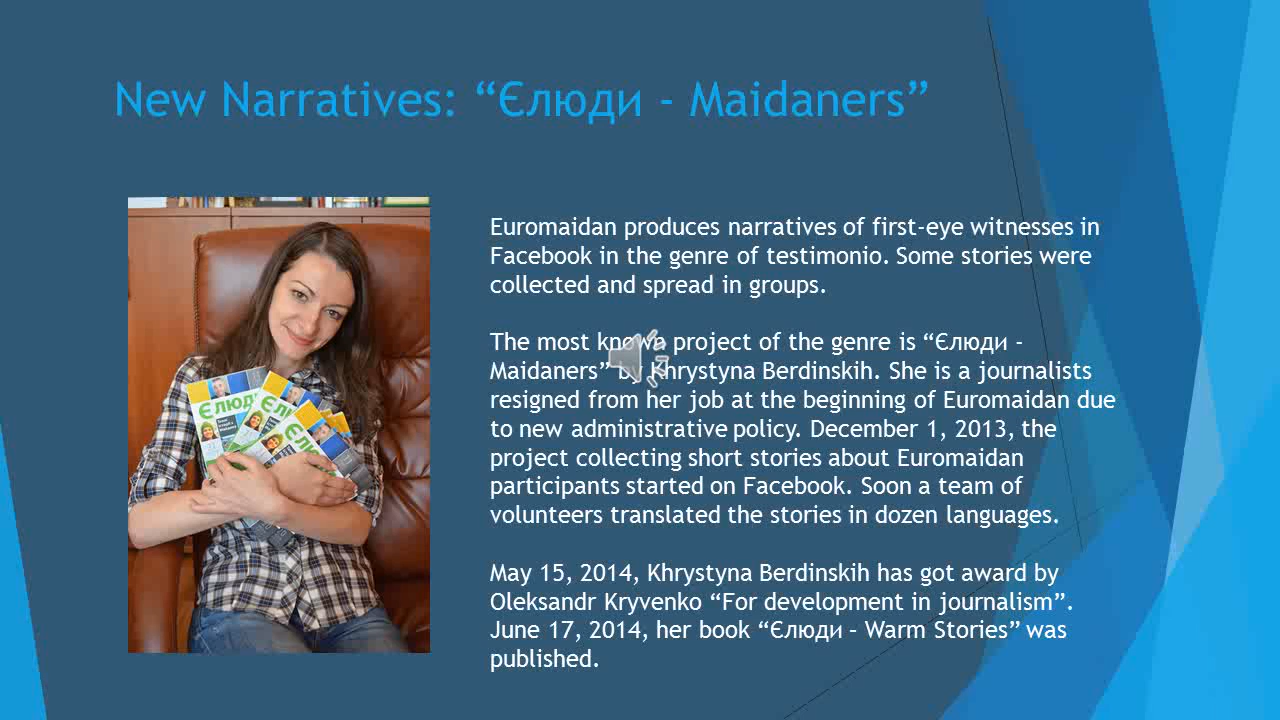 New Narratives: “Єлюди - Maidaners”
Euromaidan produces narratives of first-eye witnesses in
Facebook in the genre of testimonio. Some stories were
collected and spread in groups.
The most known project of the genre is “Єлюди -
Maidaners” by Khrystyna Berdinskih. She is a journalists
resigned from her job at the beginning of Euromaidan due
to new administrative policy. December 1, 2013, the
project collecting short stories about Euromaidan
participants started on Facebook. Soon a team of
volunteers translated the stories in dozen languages.
May 15, 2014, Khrystyna Berdinskih has got award by
Oleksandr Kryvenko “For development in journalism”.
June 17, 2014, her book “Єлюди – Warm Stories” was
published.